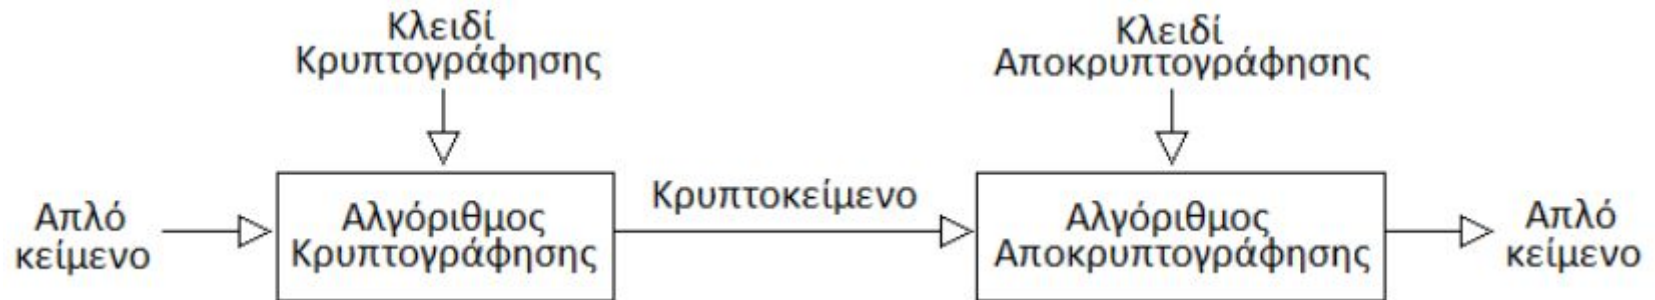 Κλειδί
Κρυπτογράφησης
Κλειδί
Αποκρυπτογράφησης
Απλό
κείμενο
Αλγόριθμος
Κρυπτογράφησης
Κρυπτοκείμενο
Αλγόριθμος
Αποκρυπτογράφησης
Απλό
κείμενο